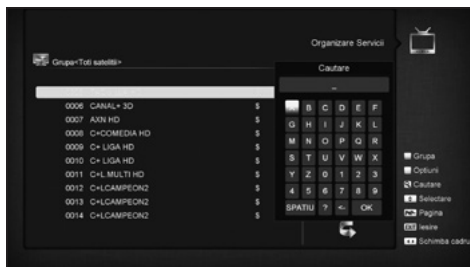 Organizare Servicii
Grupa<Toti satelitii>
Cautare
_
0006 CANAL+ 3D S
0007 AXN HD S
0008 C+COMEDIA HD S
0009 C+ LIGA HD S
0010 C+ LIGA HD S
0011 C+L.MULTI HD S
0012 C+LCAMPEON2 S
0013 C+LCAMPEON2 S
0014 C+LCAMPEON2 S
B C D E F
G H I J K L
M N O P Q R
S T U V W X
Y Z 0 1 2 3
4 5 6 7 8 9
SPATIU ? <- OK
Grupa
Optiuni
Cautare
Selectare
Pagina
EXIT Iesire
Schimba cadru